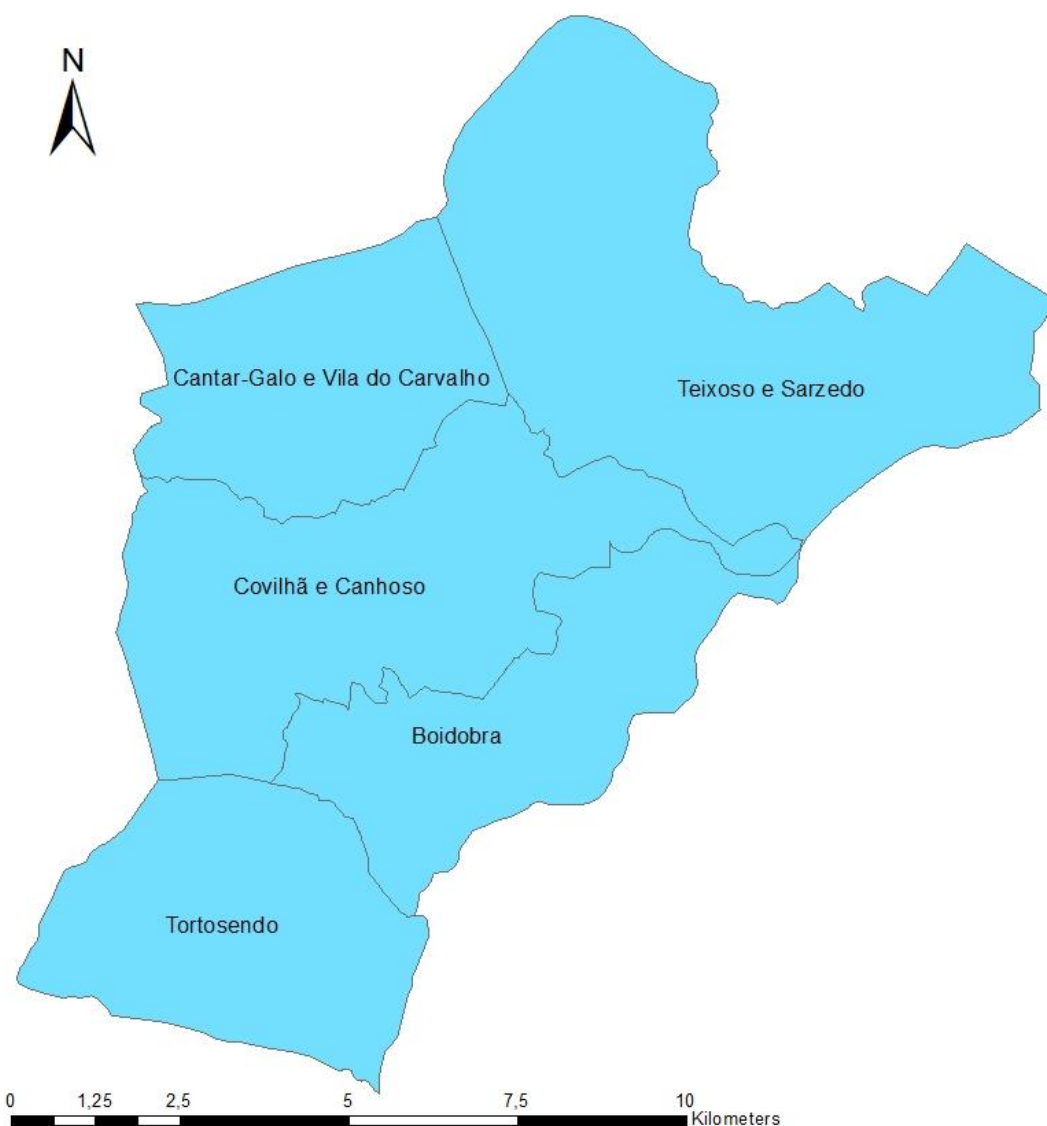 N
Cantar-Galo e Vila do Carvalho
Teixoso e Sarzedo
Covilhã e Canhoso
Boidobra
Tortosendo
0 1,25 2,5 5 7,5 10
Kilometers